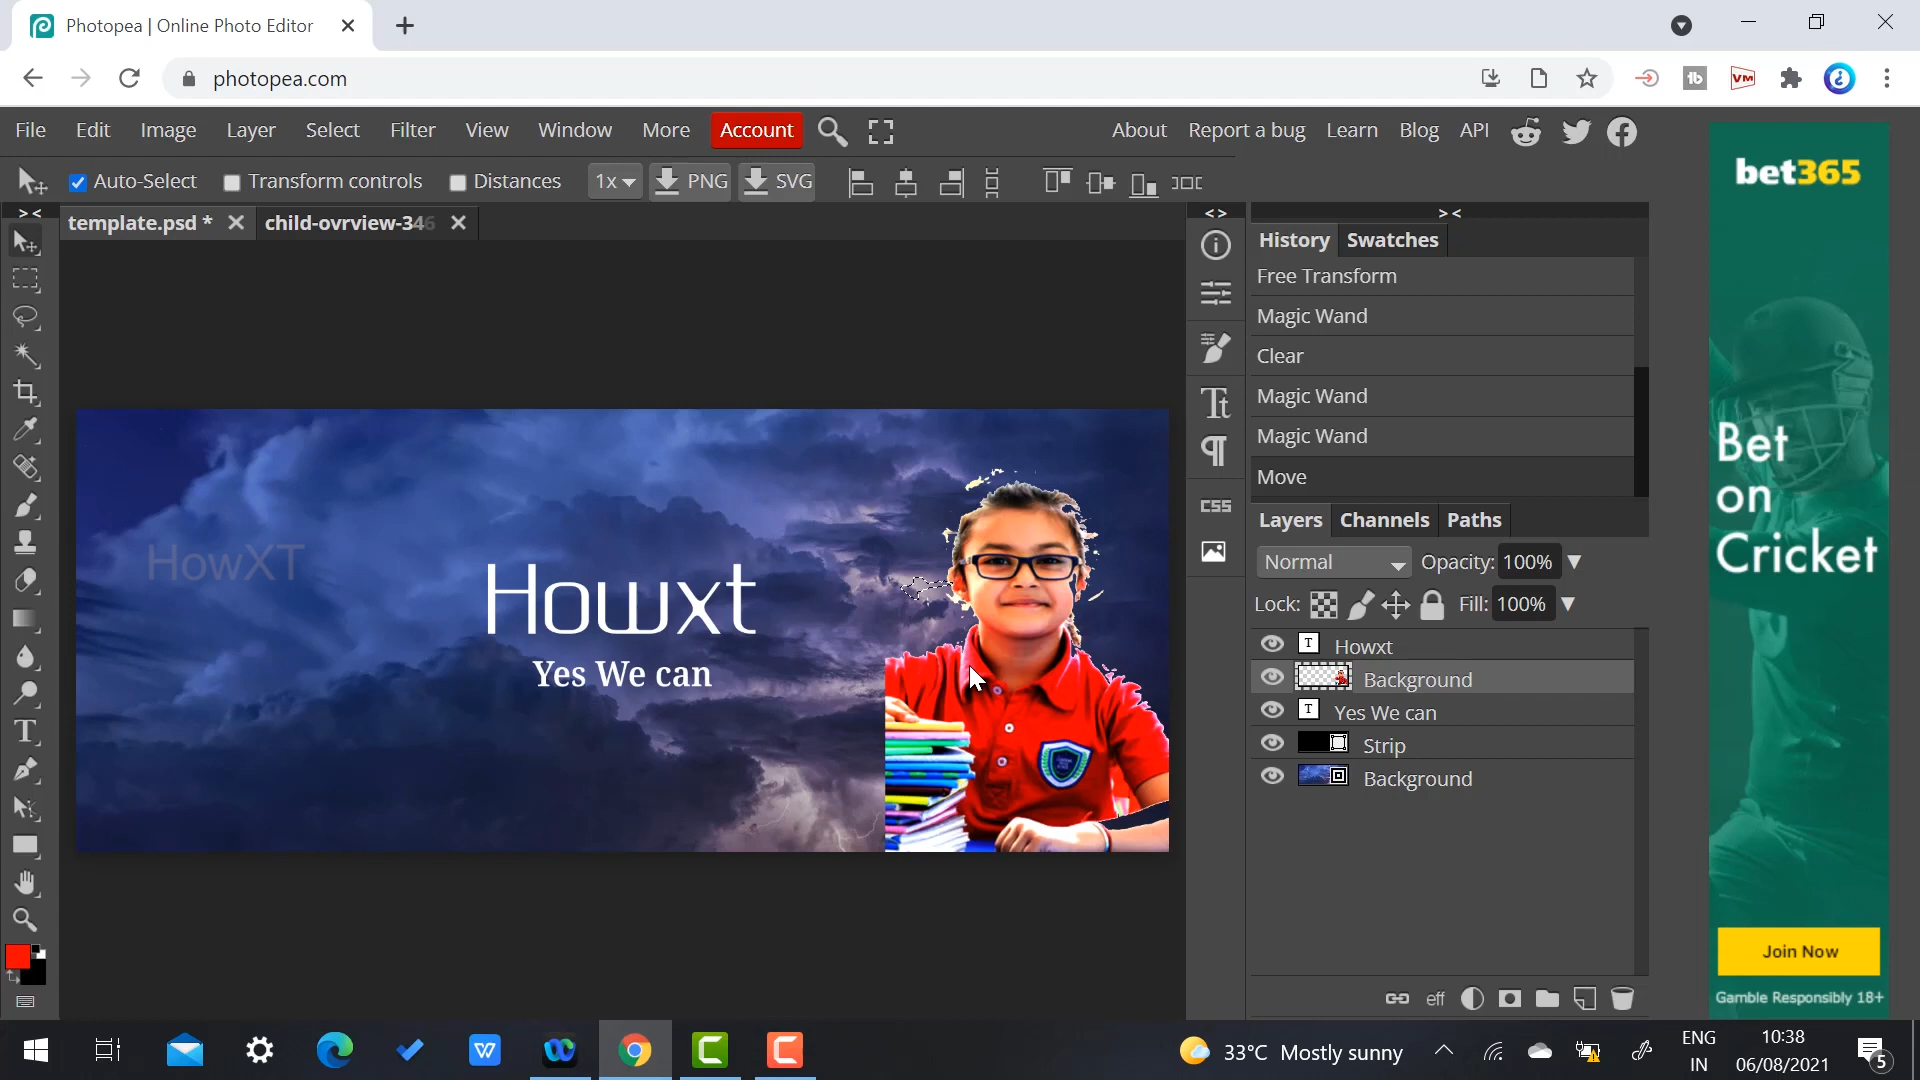 Photopea | Online Photo Editor
photopea.com
File Edit Image Layer Select Filter View Window More Account
About Report a bug Learn Blog API
Auto-Select Transform controls Distances 1x PNG SVG
template.psd * child-ovrview-346
History Swatches
Free Transform
Magic Wand
Clear
Magic Wand
Magic Wand
Move
CSS
Layers Channels Paths
Normal Opacity: 100%
Lock: Fill: 100%
T Howxt
Background
T Yes We can
Strip
Background
eff
HowXT
Howxt
Yes We can
bet365
Bet
on
Cricket
Join Now
Gamble Responsibly 18+
33°C Mostly sunny
ENG
IN
10:38
06/08/2021
5